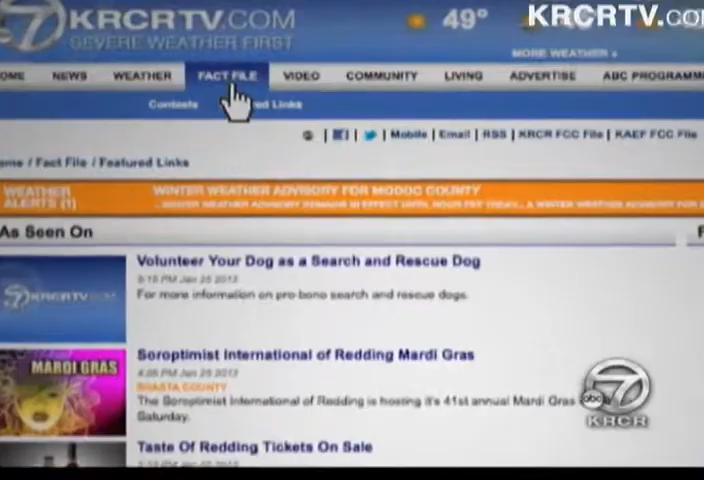 7 KRCRTV.COM
SEVERE WEATHER FIRST
49°
KRCRTV.co
MORE WEATHER »
OME NEWS WEATHER FACT FILE VIDEO COMMUNITY LIVING ADVERTISE ABC PROGRAMM
Contests ed Links
Mobile | Email | RSS | KRCR FCC File | KAEF FCC File
me / Fact File / Featured Links
WEATHER ALERTS (1)
WINTER WEATHER ADVISORY FOR MODOC COUNTY
As Seen On
F
Volunteer Your Dog as a Search and Rescue Dog
For more information on pro-bono search and rescue dogs.
KRCRTV.COM
Soroptimist International of Redding Mardi Gras
MARDI GRAS
SHASTA COUNTY
The Soroptimist International of Redding is hosting it's 41st annual Mardi Gras
Saturday.
abc 7
KRCR
Taste Of Redding Tickets On Sale